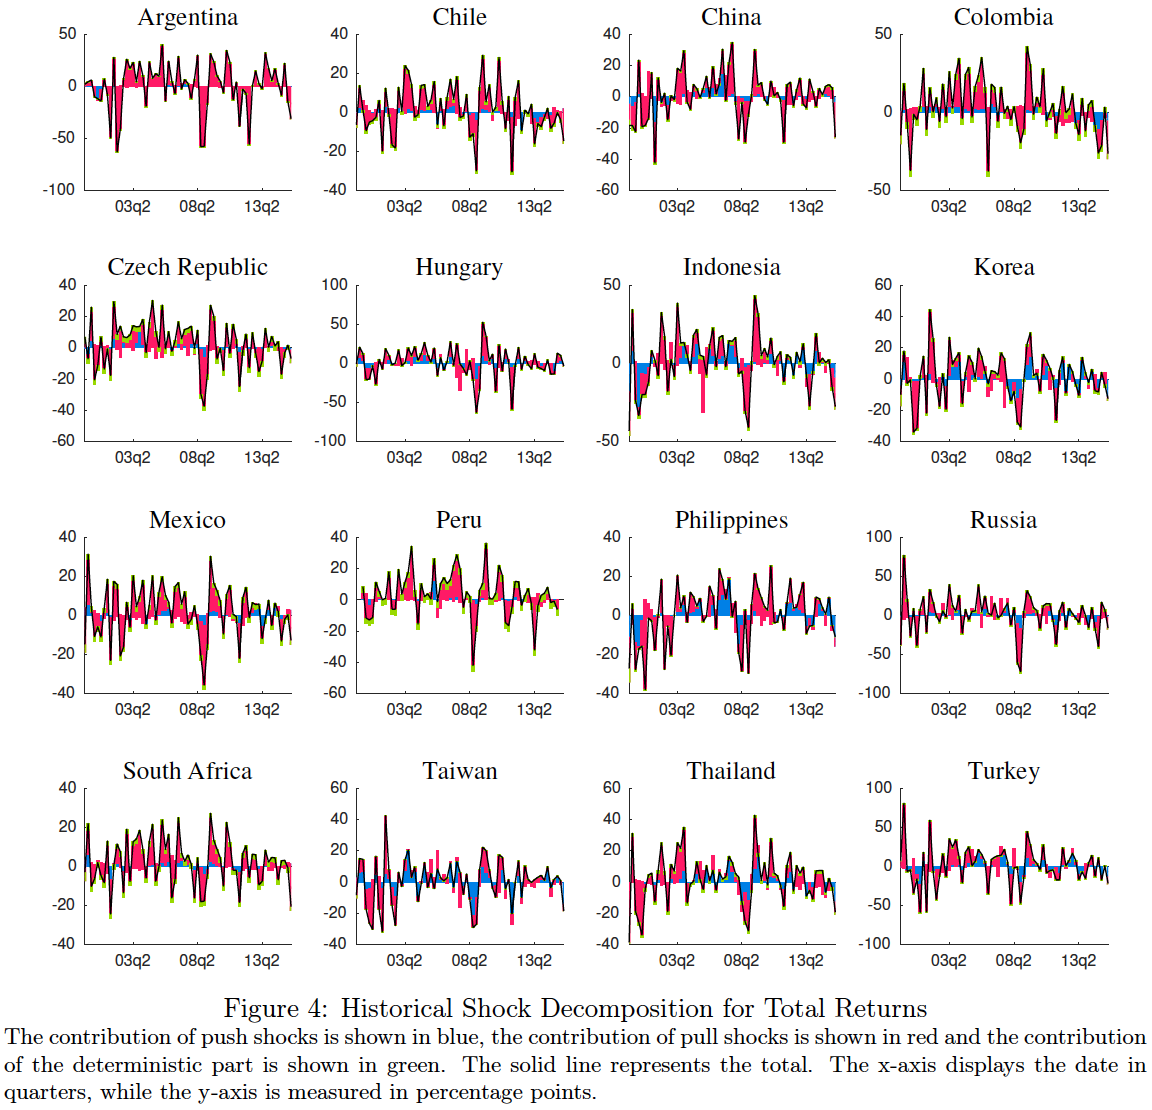 Argentina
50
0
-50
-100
03q2 08q2 13q2
Chile
40
20
0
-20
-40
03q2 08q2 13q2
China
40
20
0
-20
-40
-60
03q2 08q2 13q2
Colombia
50
0
-50
03q2 08q2 13q2
Czech Republic
40
20
0
-20
-40
-60
03q2 08q2 13q2
Hungary
100
50
0
-50
-100
03q2 08q2 13q2
Indonesia
50
0
-50
03q2 08q2 13q2
Korea
60
40
20
0
-20
-40
03q2 08q2 13q2
Mexico
40
20
0
-20
-40
03q2 08q2 13q2
Peru
40
20
0
-20
-40
-60
03q2 08q2 13q2
Philippines
40
20
0
-20
-40
03q2 08q2 13q2
Russia
100
50
0
-50
-100
03q2 08q2 13q2
South Africa
40
20
0
-20
-40
03q2 08q2 13q2
Taiwan
60
40
20
0
-20
-40
03q2 08q2 13q2
Thailand
60
40
20
0
-20
-40
03q2 08q2 13q2
Turkey
100
50
0
-50
-100
03q2 08q2 13q2
Figure 4: Historical Shock Decomposition for Total Returns
The contribution of push shocks is shown in blue, the contribution of pull shocks is shown in red and the contribution
of the deterministic part is shown in green. The solid line represents the total. The x-axis displays the date in
quarters, while the y-axis is measured in percentage points.